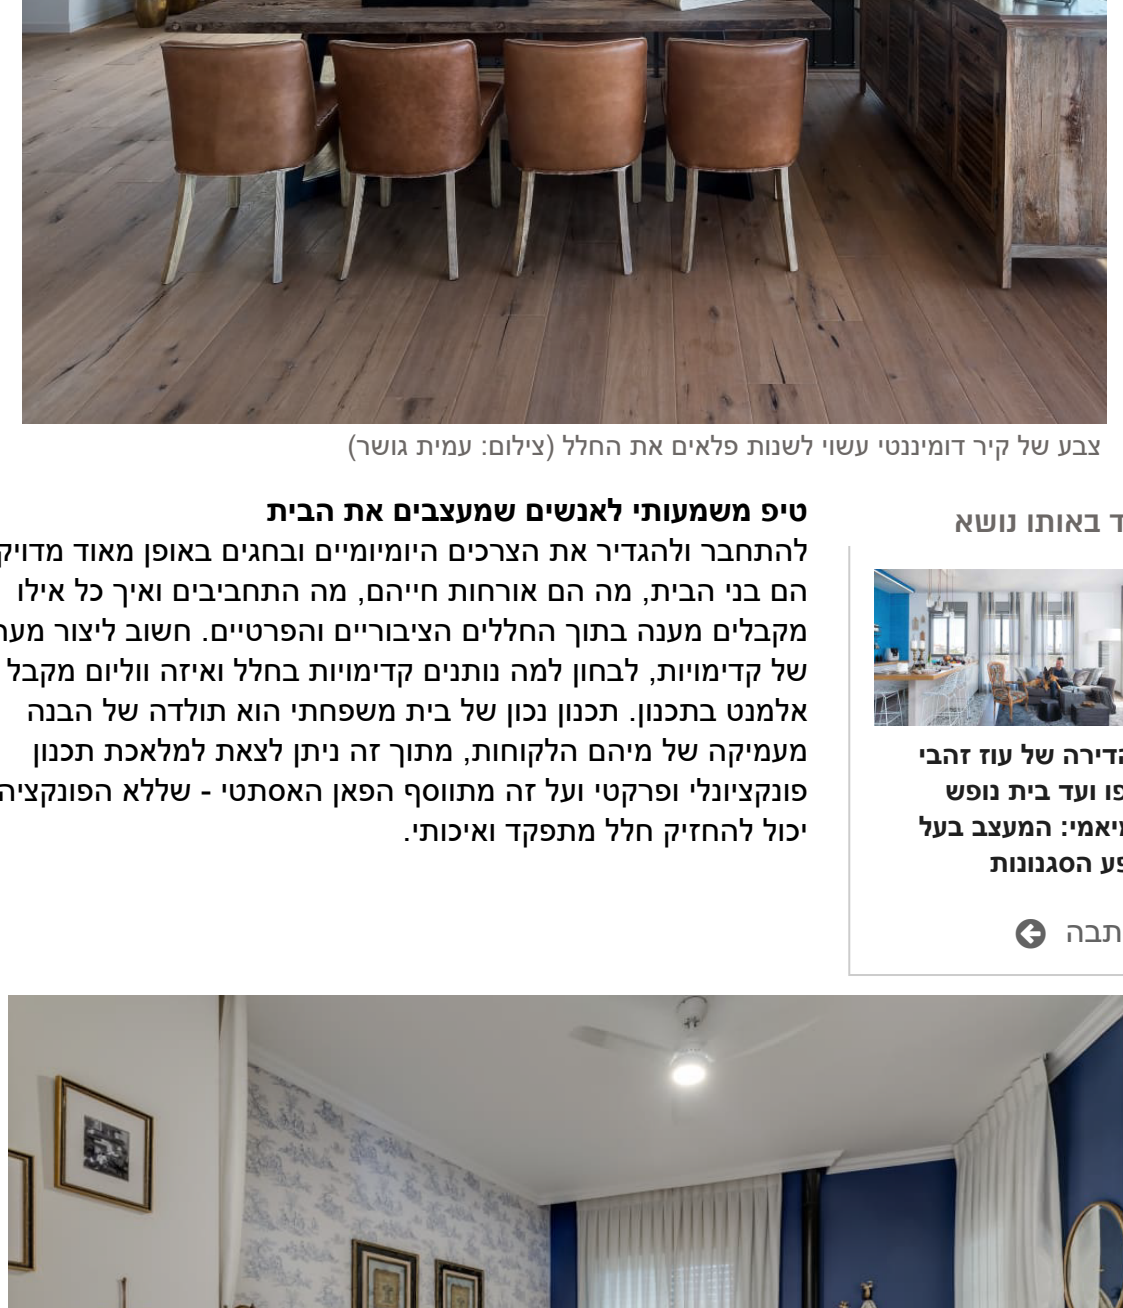 צבע של קיר דומיננטי עשוי לשנות פלאים את החלל (צילום: עמית גושר)
באותו נושא
הדירה של עוז זהבי
ועד בית נופש
המעצב בעל
הסגנונות
טיפ משמעותי לאנשים שמעצבים את הבית
להתחבר ולהגדיר את הצרכים היומיומיים ובחגים באופן מאוד
הם בני הבית, מה הם אורחות חייהם, מה התחביבים ואיך כל אילו
מקבלים מענה בתוך החללים הציבוריים והפרטיים. חשוב ליצור
של קדימויות, לבחון למה נותנים קדימויות בחלל ואיזה ווליום מקבל
אלמנט בתכנון. תכנון נכון של בית משפחתי הוא תולדה של הבנה
מעמיקה של מיהם הלקוחות, מתוך זה ניתן לצאת למלאכת תכנון
פונקציונלי ופרקטי ועל זה מתווסף הפאן האסתטי - שללא הפונקציה
יכול להחזיק חלל מתפקד ואיכותי.